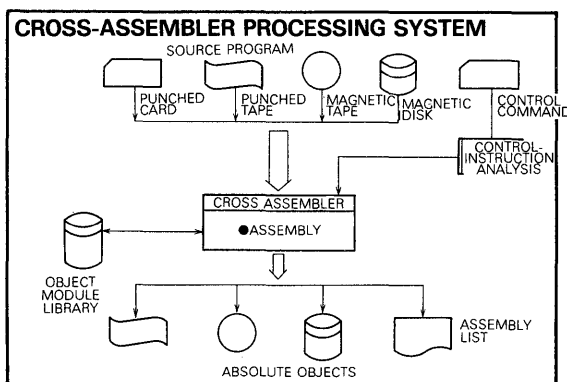 CROSS-ASSEMBLER PROCESSING SYSTEM
SOURCE PROGRAM
PUNCHED
CARD
PUNCHED
TAPE
MAGNETIC
TAPE
MAGNETIC
DISK
CONTROL
COMMAND
CONTROL-
INSTRUCTION
ANALYSIS
CROSS ASSEMBLER
●ASSEMBLY
OBJECT
MODULE
LIBRARY
ASSEMBLY
LIST
ABSOLUTE OBJECTS